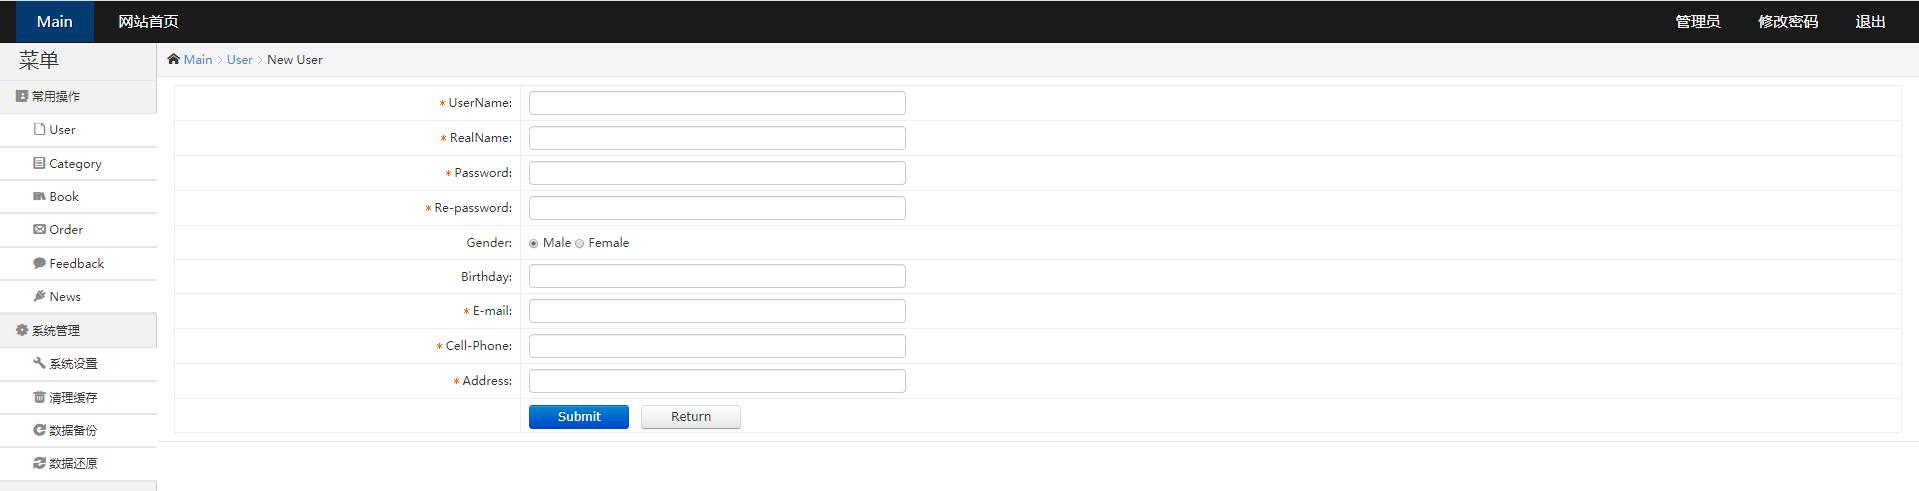 Main 网站首页 管理员 修改密码 退出
菜单
Main User New User
常用操作
User
Category
Book
Order
Feedback
News
系统管理
系统设置
清理缓存
数据备份
数据还原
* UserName:
* RealName:
* Password:
* Re-password:
Gender: Male Female
Birthday:
* E-mail:
* Cell-Phone:
* Address:
Submit Return